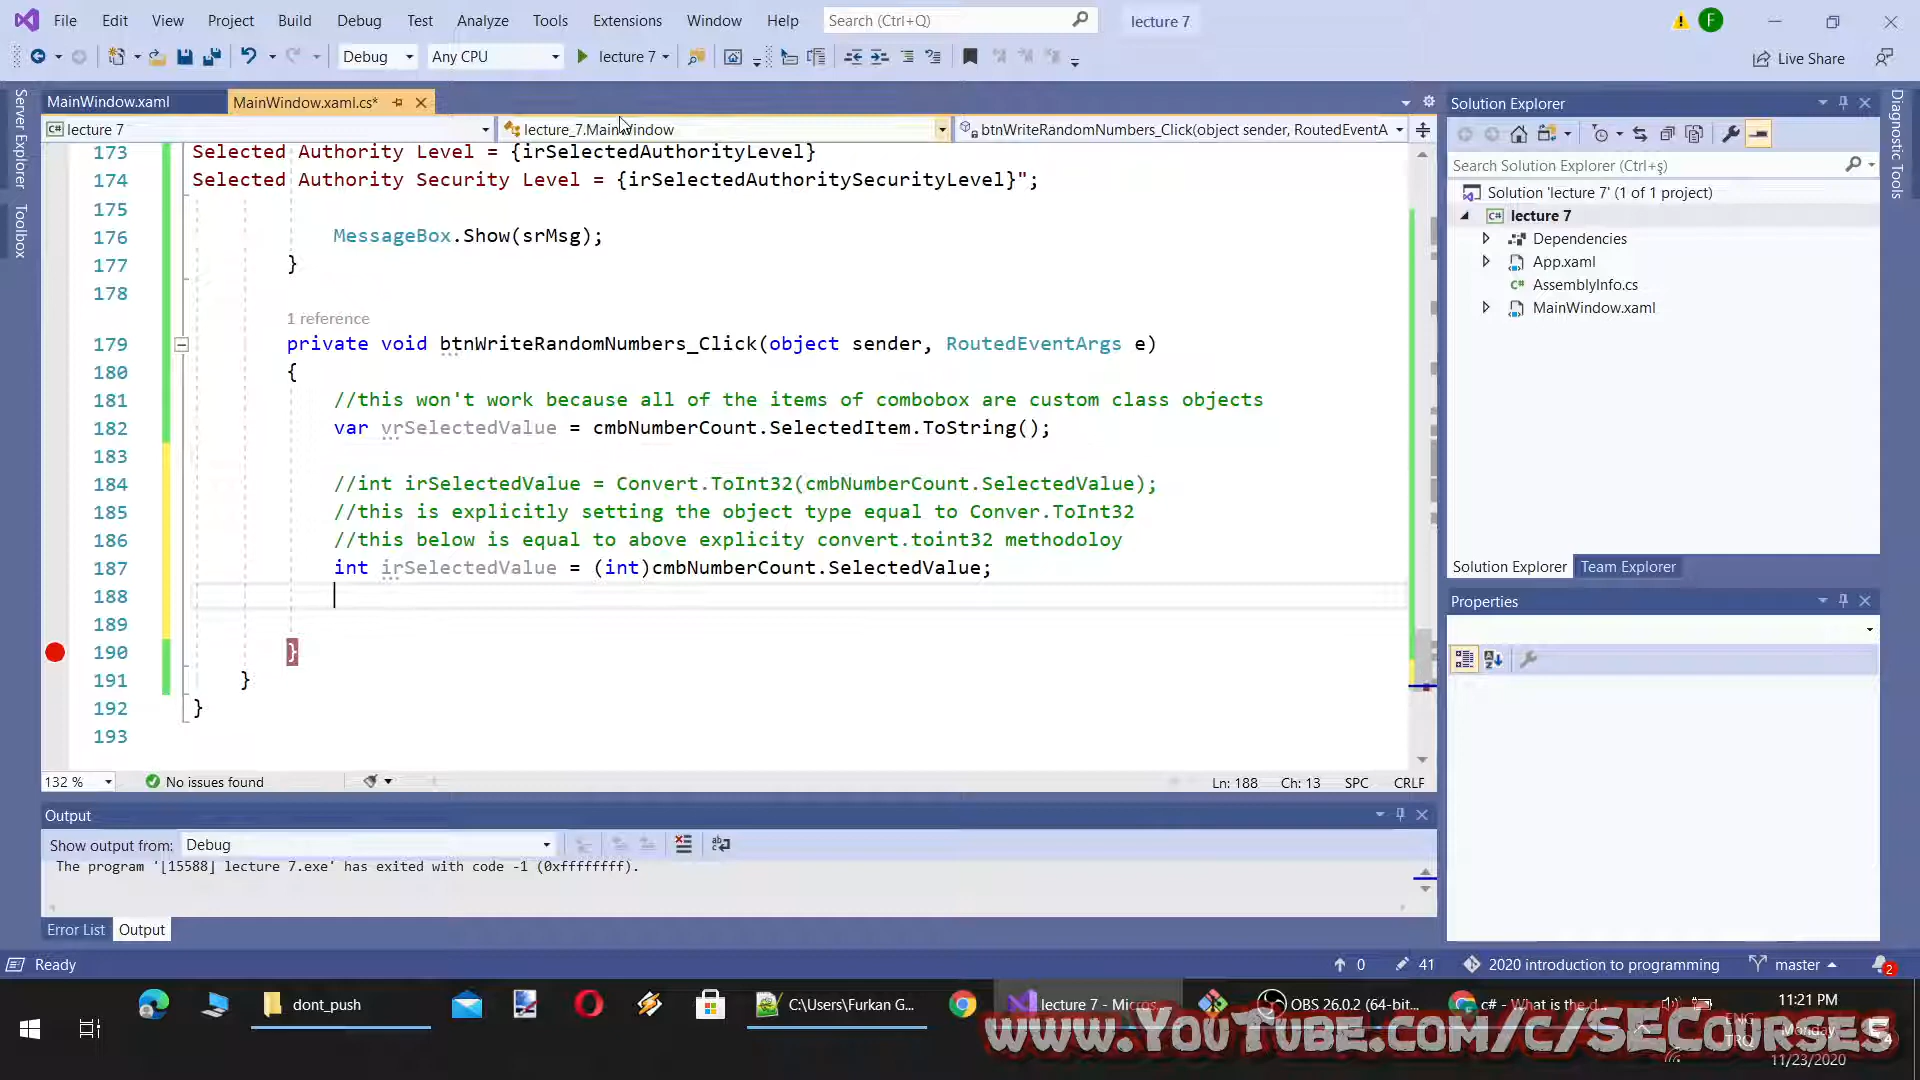 File Edit View Project Build Debug Test Analyze Tools Extensions Window Help Search (Ctrl+Q) lecture 7 F
Debug Any CPU lecture 7 Live Share
MainWindow.xaml MainWindow.xaml.cs*
lecture 7 lecture_7.MainWindow btnWriteRandomNumbers_Click(object sender, RoutedEventA
Server Explorer
Toolbox
173 Selected Authority Level = {irSelectedAuthorityLevel}
174 Selected Authority Security Level = {irSelectedAuthoritySecurityLevel}";
175
176 MessageBox.Show(srMsg);
177 }
178
1 reference
179 private void btnWriteRandomNumbers_Click(object sender, RoutedEventArgs e)
180 {
181 //this won't work because all of the items of combobox are custom class objects
182 var vrSelectedValue = cmbNumberCount.SelectedItem.ToString();
183
184 //int irSelectedValue = Convert.ToInt32(cmbNumberCount.SelectedValue);
185 //this is explicitly setting the object type equal to Conver.ToInt32
186 //this below is equal to above explicity convert.toint32 methodoloy
187 int irSelectedValue = (int)cmbNumberCount.SelectedValue;
188
189
190 }
191 }
192 }
193
132 % No issues found Ln: 188 Ch: 13 SPC CRLF
Output
Show output from: Debug
The program '[15588] lecture 7.exe' has exited with code -1 (0xffffffff).
Error List Output
Solution Explorer
Search Solution Explorer (Ctrl+ş)
Solution 'lecture 7' (1 of 1 project)
lecture 7
Dependencies
App.xaml
AssemblyInfo.cs
MainWindow.xaml
Solution Explorer Team Explorer
Properties
Diagnostic Tools
Ready 0 41 2020 introduction to programming master 2
dont_push C:\Users\Furkan G... lecture 7 - Micros... OBS 26.0.2 (64-bit... c# - What is the d... 11:21 PM
ENG Monday
TRQ 11/23/2020
www.YouTube.com/c/SECourses